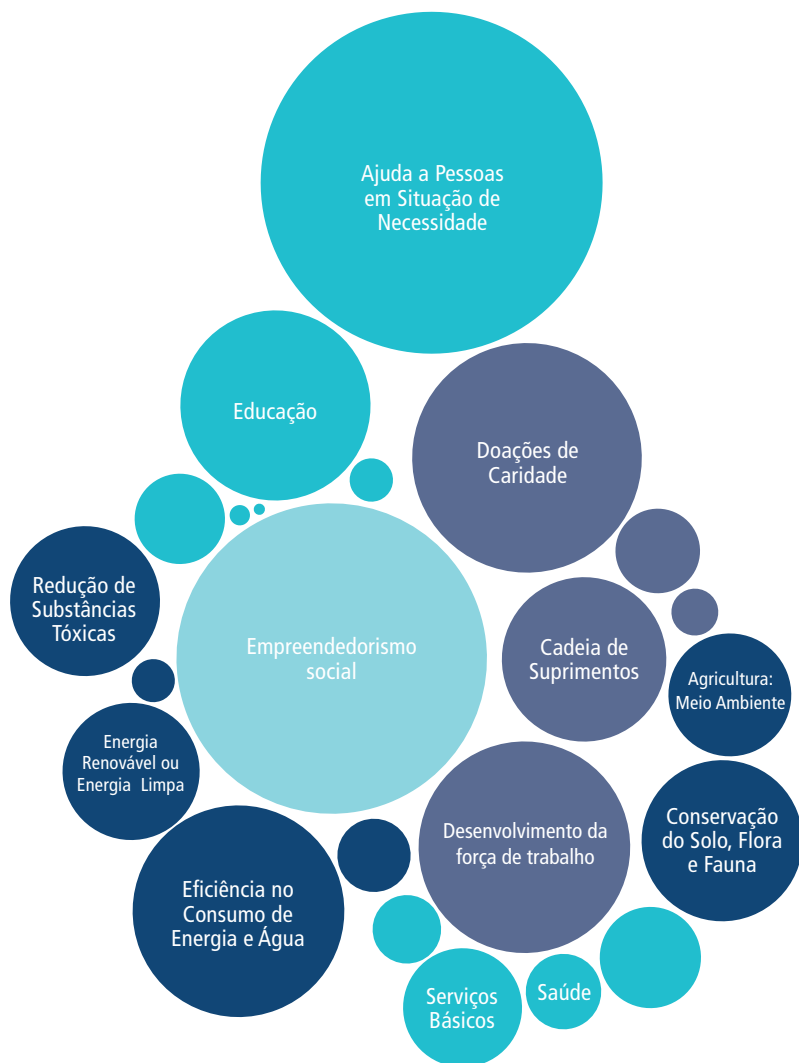 Ajuda a Pessoas
em Situação de
Necessidade
Educação
Doações de
Caridade
Redução de
Substâncias
Tóxicas
Empreendedorismo
social
Cadeia de
Suprimentos
Agricultura:
Meio Ambiente
Energia
Renovável ou
Energia Limpa
Desenvolvimento da
força de trabalho
Conservação
do Solo, Flora
e Fauna
Eficiência no
Consumo de
Energia e Água
Serviços
Básicos
Saúde